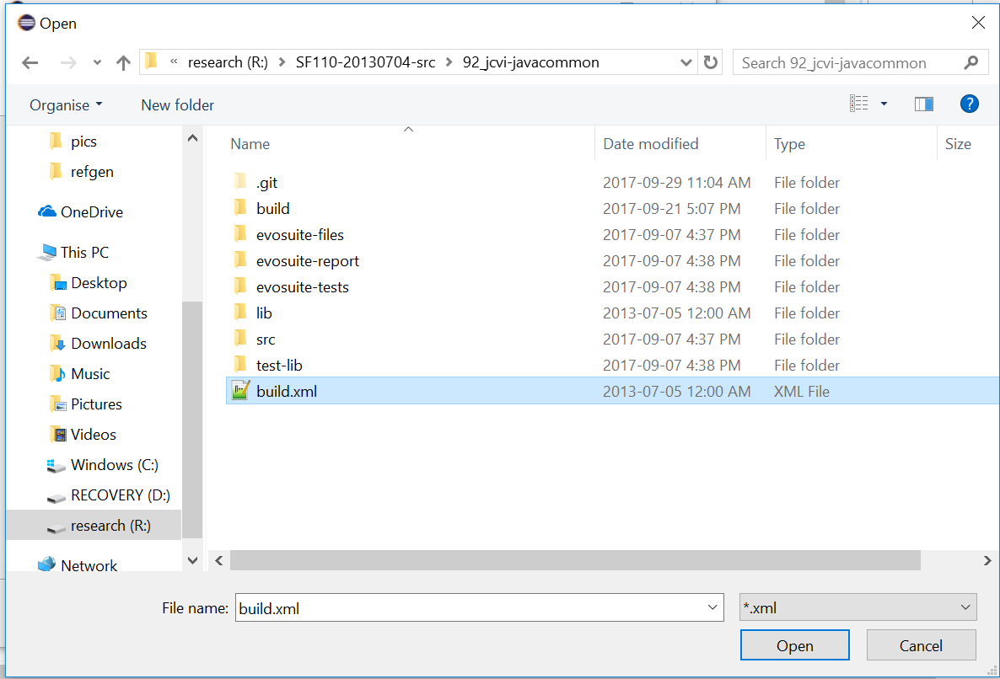 Open
« research (R:) > SF110-20130704-src > 92_jcvi-javacommon
Search 92_jcvi-javacommon
Organise New folder
?
pics
refgen
OneDrive
This PC
Desktop
Documents
Downloads
Music
Pictures
Videos
Windows (C:)
RECOVERY (D:)
research (R:)
Network
Name Date modified Type Size
.git 2017-09-29 11:04 AM File folder
build 2017-09-21 5:07 PM File folder
evosuite-files 2017-09-07 4:37 PM File folder
evosuite-report 2017-09-07 4:38 PM File folder
evosuite-tests 2017-09-07 4:38 PM File folder
lib 2013-07-05 12:00 AM File folder
src 2017-09-07 4:37 PM File folder
test-lib 2017-09-07 4:38 PM File folder
build.xml 2013-07-05 12:00 AM XML File
File name: build.xml *.xml
Open Cancel